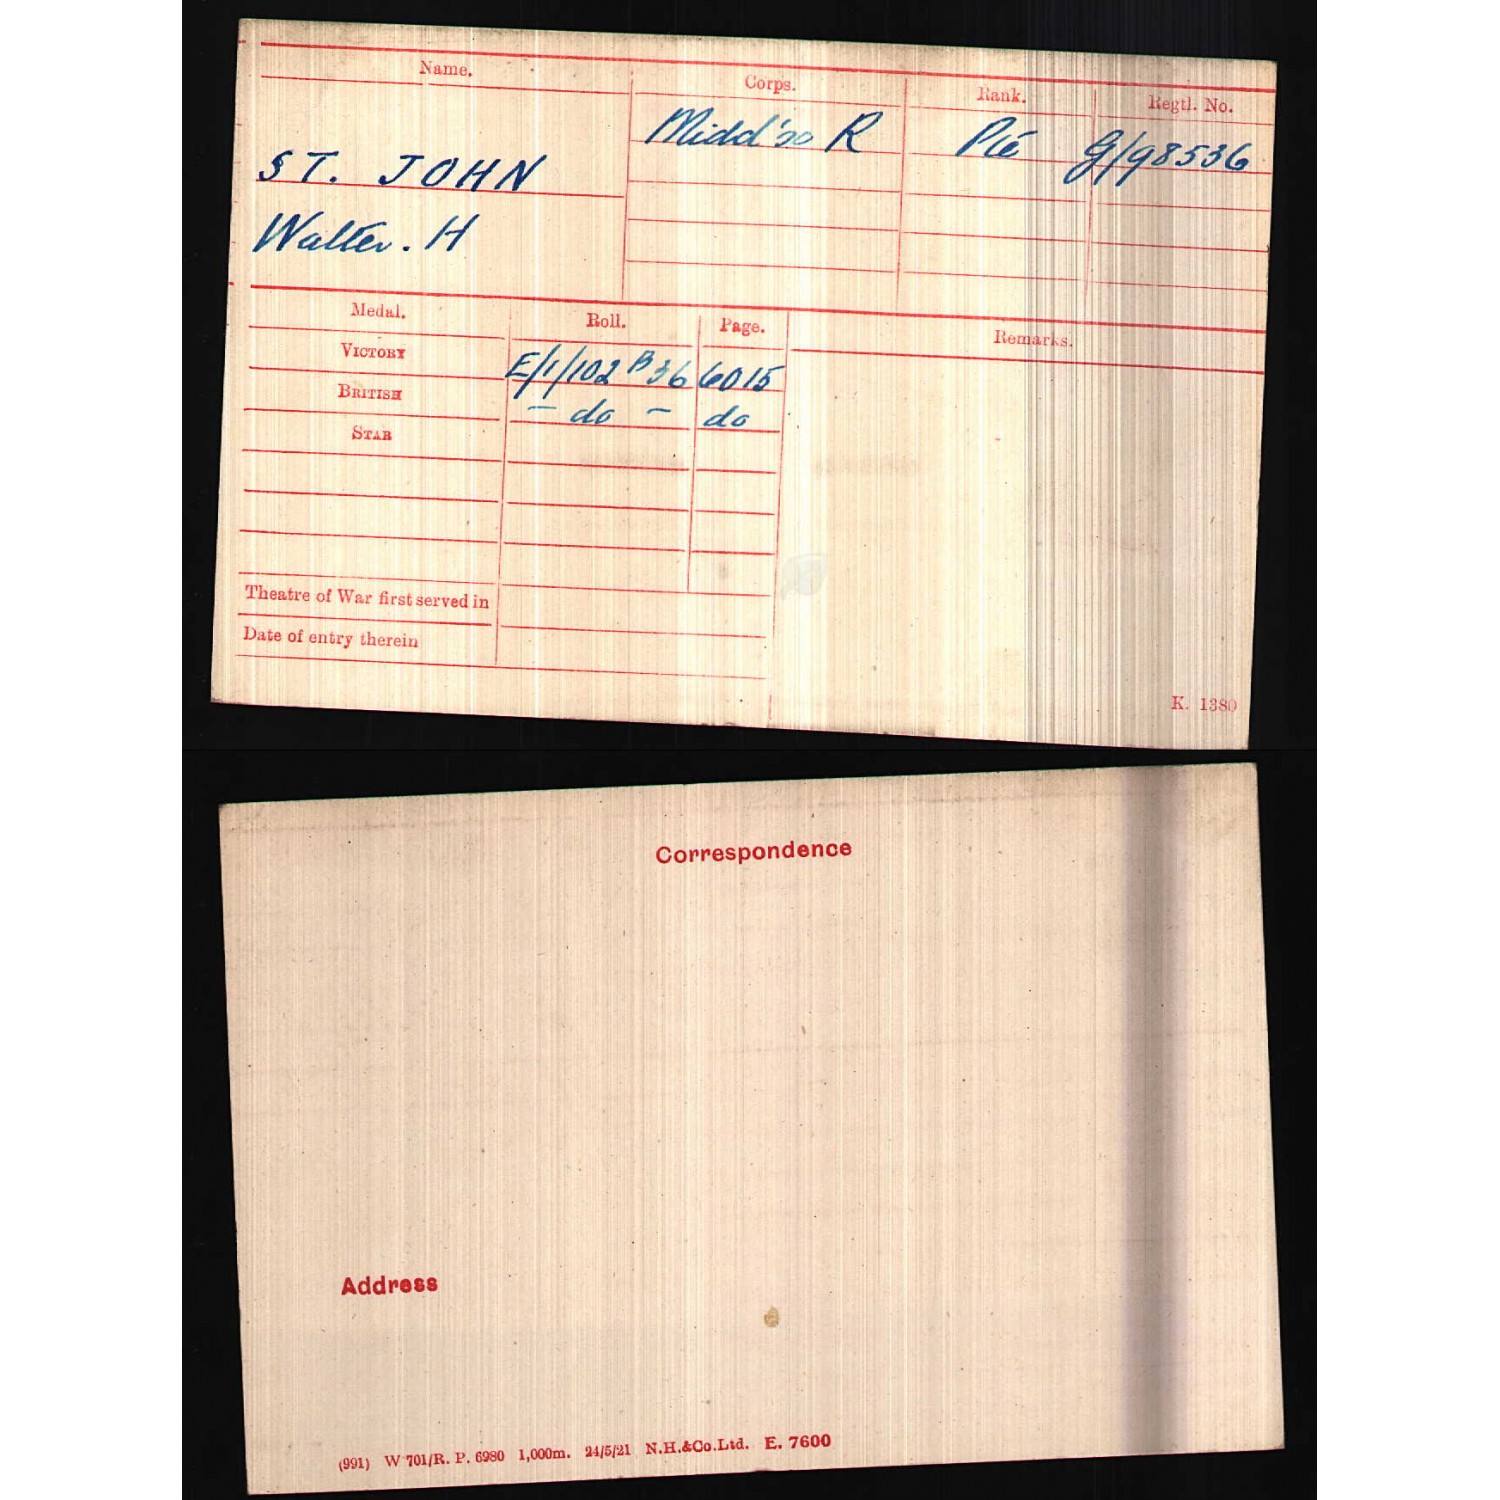 Name. Corps. Rank. Regtl. No.
Midd'sx R Pte G/98536
ST. JOHN
Walter. H
Medal. Roll. Page. Remarks.
VICTORY E/1/102 B 36 6015
BRITISH – do – do
STAR
Theatre of War first served in
Date of entry therein
K. 1380
Correspondence
Address
(991) W 701/R. P. 6980 1,000m. 24/5/21 N.H.&Co.Ltd. E. 7600